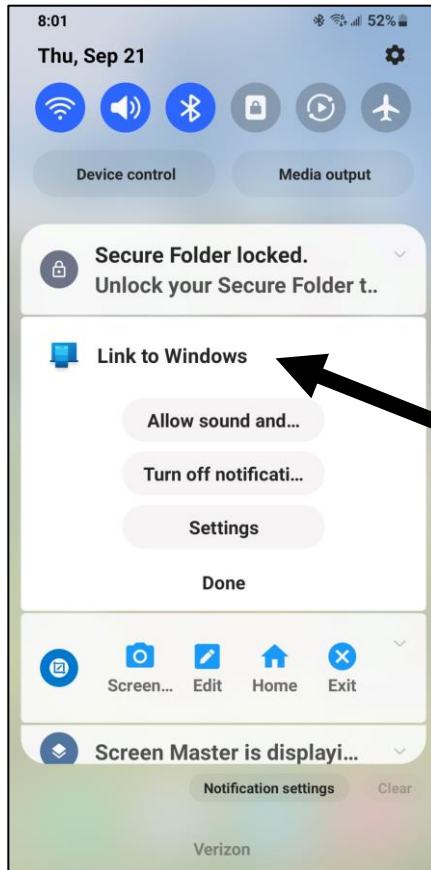 8:01 52%
Thu, Sep 21
Device control Media output
Secure Folder locked.
Unlock your Secure Folder t..
Link to Windows
Allow sound and...
Turn off notificati...
Settings
Done
Screen... Edit Home Exit
Screen Master is displayi...
Notification settings Clear
Verizon